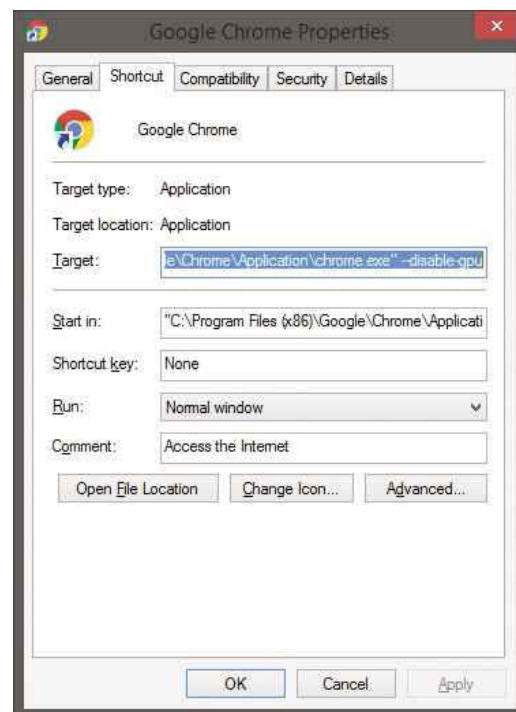 Google Chrome Properties
General Shortcut Compatibility Security Details
Google Chrome
Target type: Application
Target location: Application
Target: e\Chrome\Application\chrome.exe" --disable-gpu
Start in: "C:\Program Files (x86)\Google\Chrome\Applicati
Shortcut key: None
Run: Normal window
Comment: Access the Internet
Open File Location Change Icon... Advanced...
OK Cancel Apply